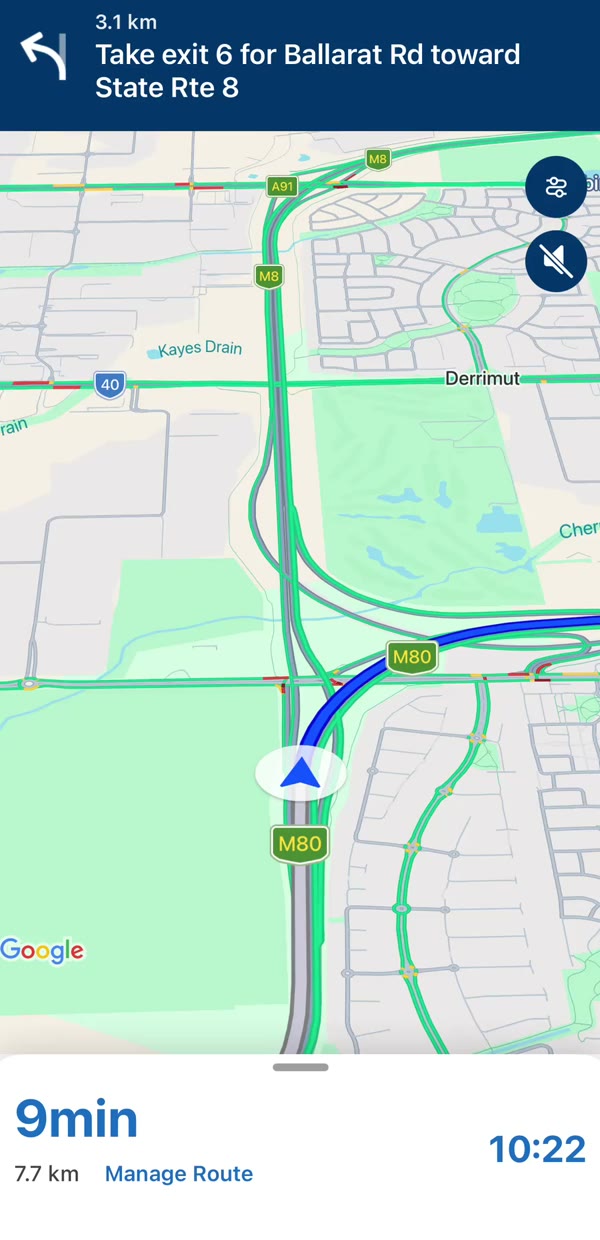 3.1 km
Take exit 6 for Ballarat Rd toward
State Rte 8
M8
A91
M8
Kayes Drain
40
Derrimut
rain
Cher
M80
M80
Google
9min
7.7 km Manage Route
10:22